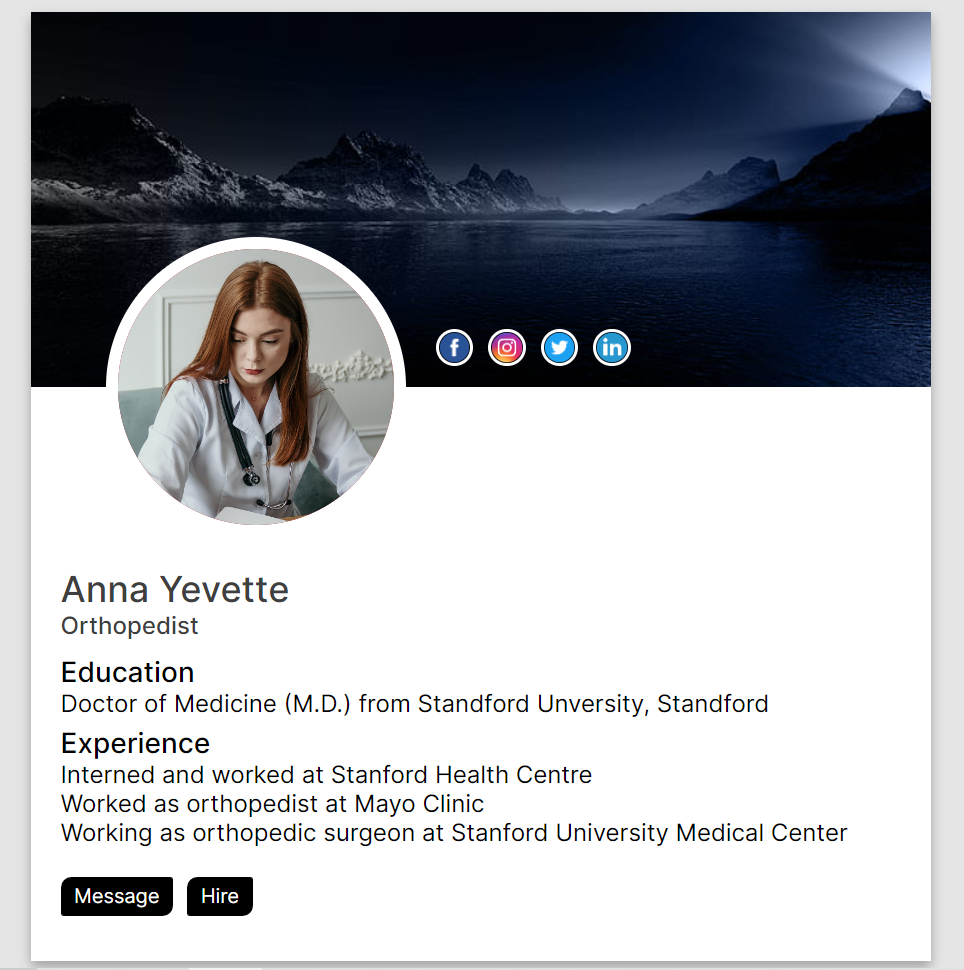 Anna Yevette
Orthopedist
Education
Doctor of Medicine (M.D.) from Standford Unversity, Standford
Experience
Interned and worked at Stanford Health Centre
Worked as orthopedist at Mayo Clinic
Working as orthopedic surgeon at Stanford University Medical Center
Message Hire